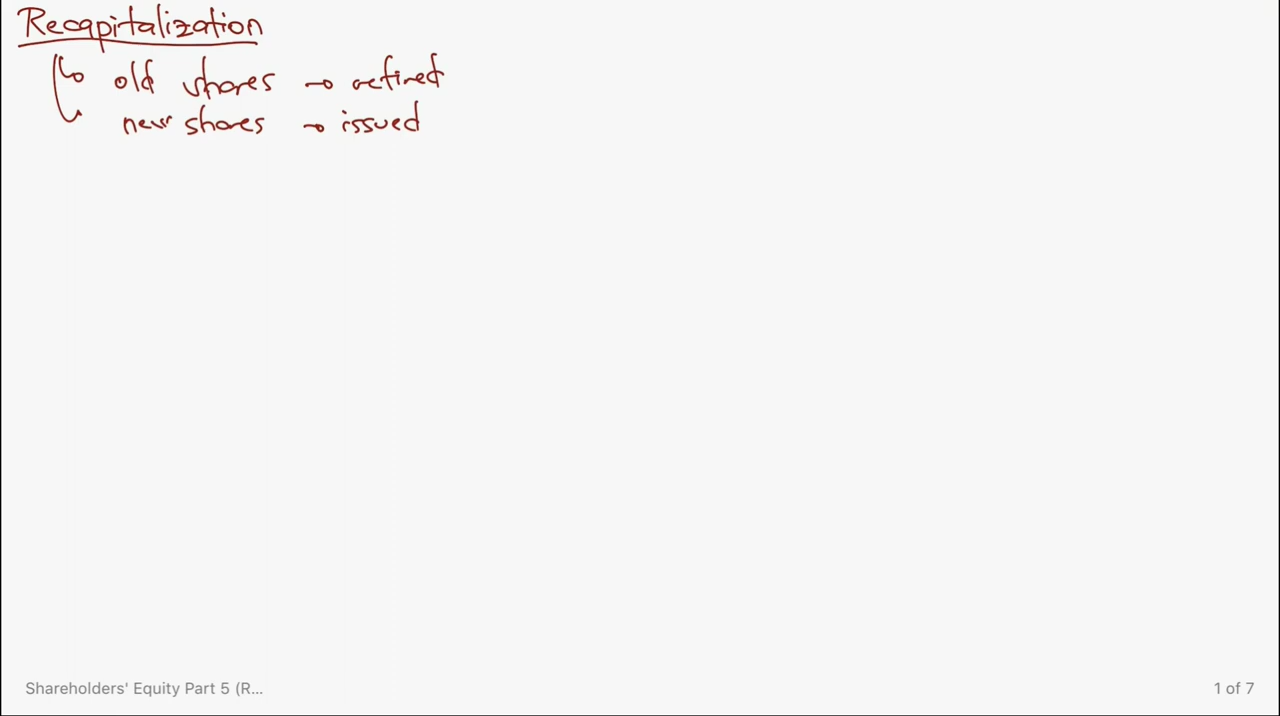 Recapitalization
old shares → retired
new shares → issued
Shareholders' Equity Part 5 (R...
1 of 7